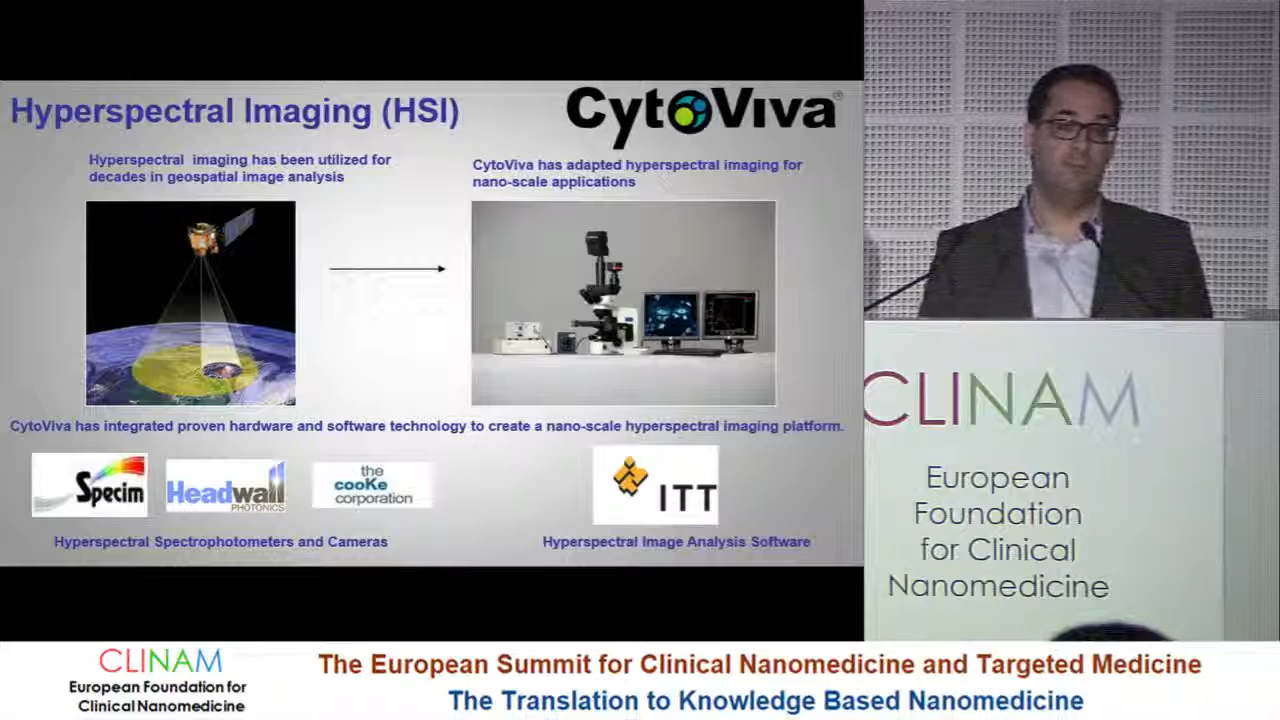 Hyperspectral Imaging (HSI)
CytoViva®
Hyperspectral imaging has been utilized for
decades in geospatial image analysis
CytoViva has adapted hyperspectral imaging for
nano-scale applications
CytoViva has integrated proven hardware and software technology to create a nano-scale hyperspectral imaging platform.
Specim
Headwall
PHOTONICS
the
cooKe
corporation
ITT
Hyperspectral Spectrophotometers and Cameras
Hyperspectral Image Analysis Software
CLINAM
European
Foundation
for Clinical
Nanomedicine
CLINAM
European Foundation for
Clinical Nanomedicine
The European Summit for Clinical Nanomedicine and Targeted Medicine
The Translation to Knowledge Based Nanomedicine